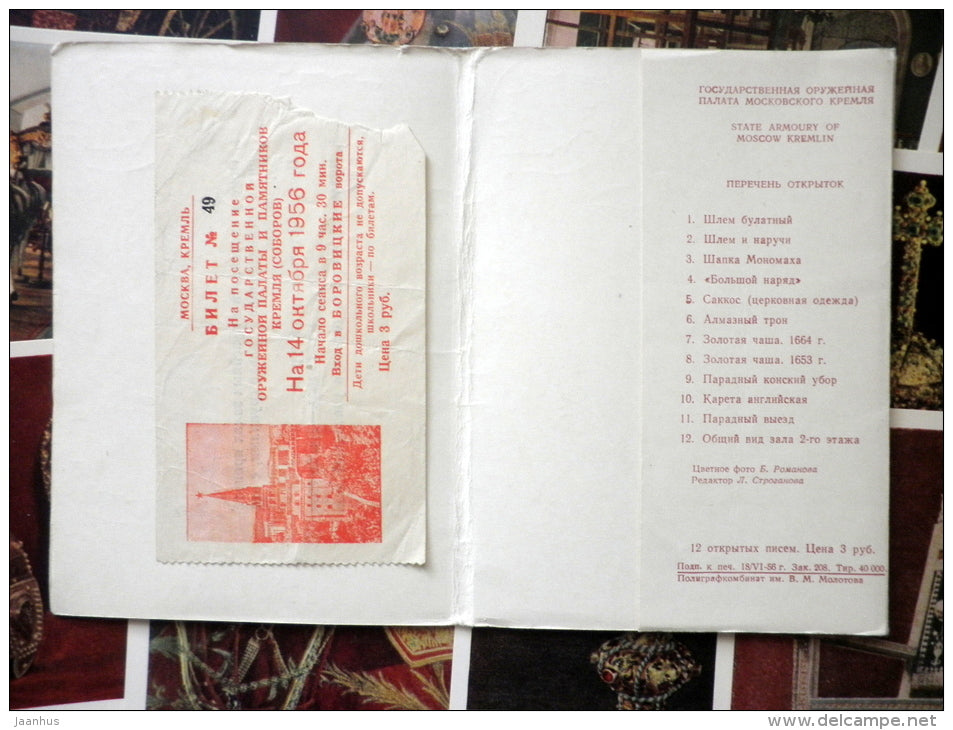 МОСКВА, КРЕМЛЬ
БИЛЕТ № 49
На посещение
ГОСУДАРСТВЕННОЙ
ОРУЖЕЙНОЙ ПАЛАТЫ И ПАМЯТНИКОВ
КРЕМЛЯ (СОБОРОВ)
На 14 октября 1956 года
Начало сеанса в 9 час. 30 мин.
Вход в БОРОВИЦКИЕ ворота
Дети дошкольного возраста не допускаются,
школьники — по билетам.
Цена 3 руб.
ГОСУДАРСТВЕННАЯ ОРУЖЕЙНАЯ
ПАЛАТА МОСКОВСКОГО КРЕМЛЯ
STATE ARMOURY OF
MOSCOW KREMLIN
ПЕРЕЧЕНЬ ОТКРЫТОК
1. Шлем булатный
2. Шлем и наручи
3. Шапка Мономаха
4. «Большой наряд»
5. Саккос (церковная одежда)
6. Алмазный трон
7. Золотая чаша. 1664 г.
8. Золотая чаша. 1653 г.
9. Парадный конский убор
10. Карета английская
11. Парадный выезд
12. Общий вид зала 2-го этажа
Цветное фото Б. Романова
Редактор Л. Строганова
12 открытых писем. Цена 3 руб.
Подп. к печ. 18/VI-56 г. Зак. 208. Тир. 40 000.
Полиграфкомбинат им. В. М. Молотова
Jaanhus
www.delcampe.net